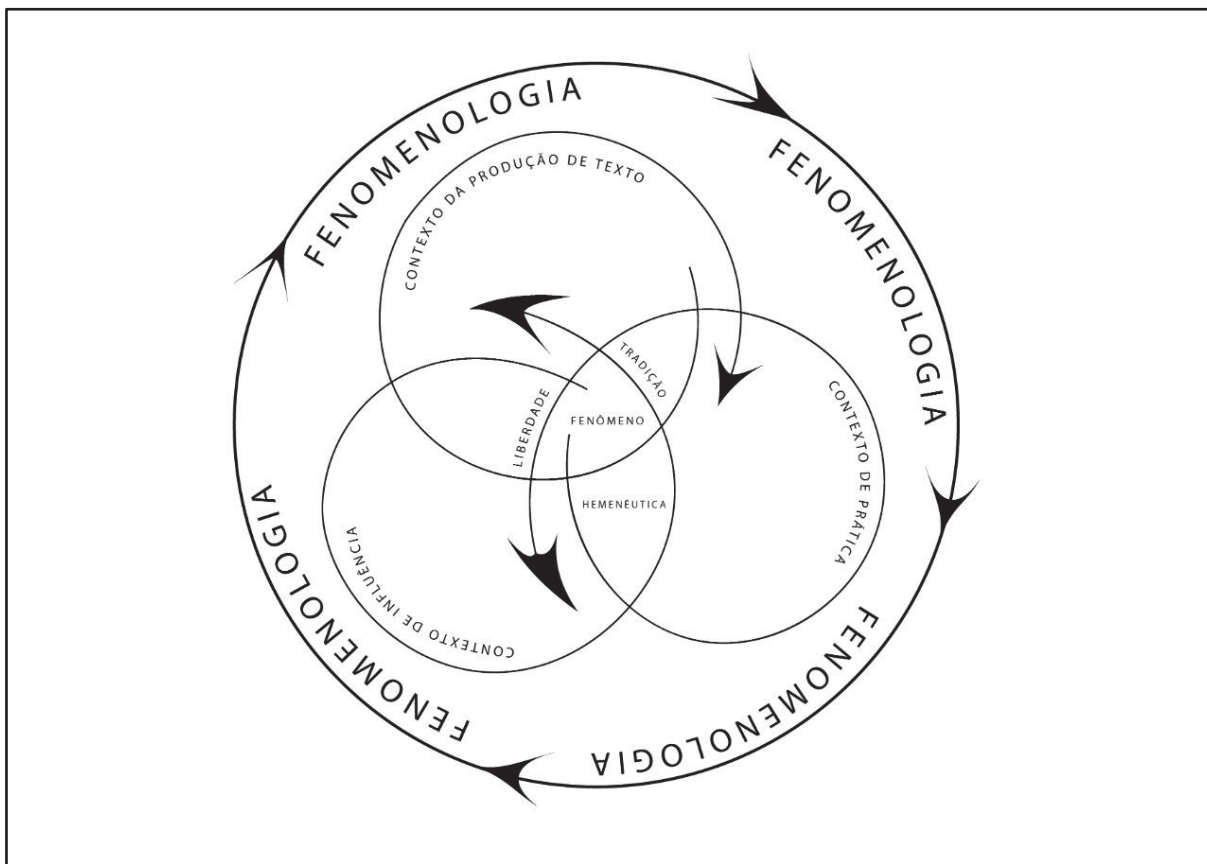 FENOMENOLOGIA
FENOMENOLOGIA
CONTEXTO DA PRODUÇÃO DE TEXTO
TRADIÇÃO
LIBERDADE
FENÔMENO
CONTEXTO DE PRÁTICA
HEMENÊUTICA
CONTEXTO DE INFLUÊNCIA
FENOMENOLOGIA
FENOMENOLOGIA